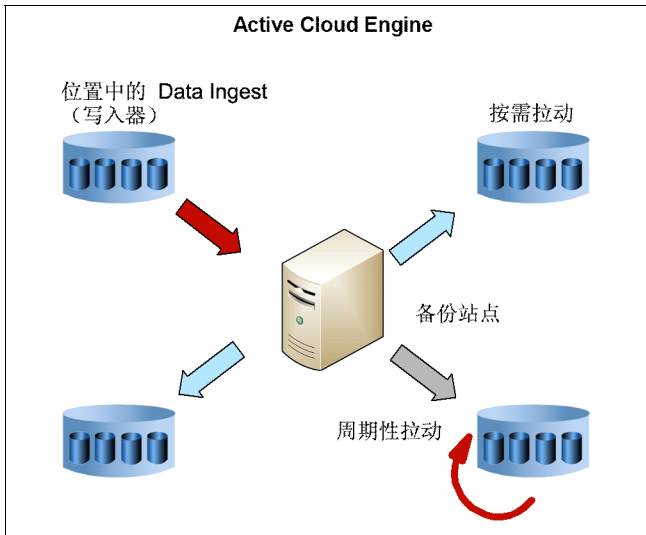 Active Cloud Engine
位置中的 Data Ingest
（写入器）
按需拉动
备份站点
周期性拉动